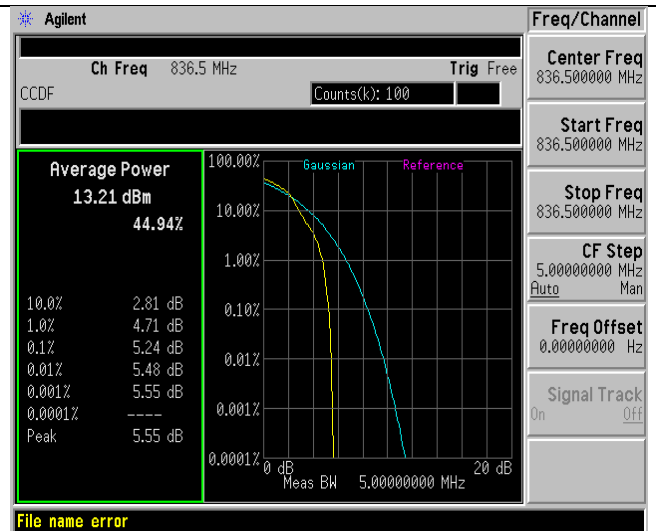 Agilent
Freq/Channel
Ch Freq 836.5 MHz Trig Free
CCDF Counts(k): 100
Average Power
13.21 dBm
44.94%
10.0% 2.81 dB
1.0% 4.71 dB
0.1% 5.24 dB
0.01% 5.48 dB
0.001% 5.55 dB
0.0001% ----
Peak 5.55 dB
Gaussian Reference
100.00%
10.00%
1.00%
0.10%
0.01%
0.001%
0.0001%
0 dB 20 dB
Meas BW 5.00000000 MHz
Center Freq
836.500000 MHz
Start Freq
836.500000 MHz
Stop Freq
836.500000 MHz
CF Step
5.00000000 MHz
Auto Man
Freq Offset
0.00000000 Hz
Signal Track
On Off
File name error